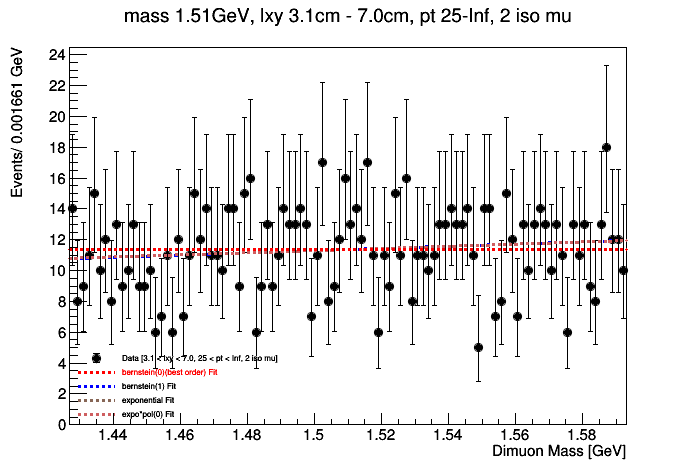 mass 1.51GeV, lxy 3.1cm - 7.0cm, pt 25-Inf, 2 iso mu
Events/ 0.001661 GeV
24
22
20
18
16
14
12
10
8
6
4
2
0
Data [3.1 < lxy < 7.0, 25 < pt < Inf, 2 iso mu]
bernstein(0)(best order) Fit
bernstein(1) Fit
exponential Fit
expo*pol(0) Fit
1.44 1.46 1.48 1.5 1.52 1.54 1.56 1.58
Dimuon Mass [GeV]